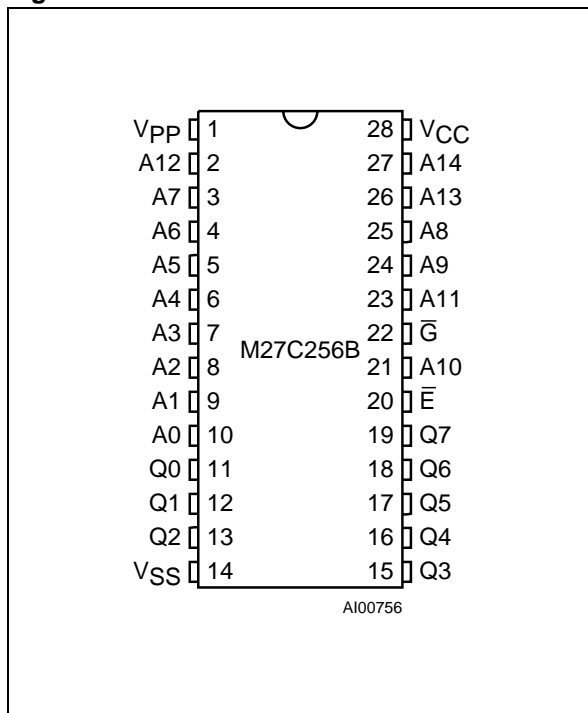 VPP 1 28 VCC
A12 2 27 A14
A7 3 26 A13
A6 4 25 A8
A5 5 24 A9
A4 6 23 A11
A3 7 22 G̅
M27C256B
A2 8 21 A10
A1 9 20 E̅
A0 10 19 Q7
Q0 11 18 Q6
Q1 12 17 Q5
Q2 13 16 Q4
VSS 14 15 Q3
AI00756